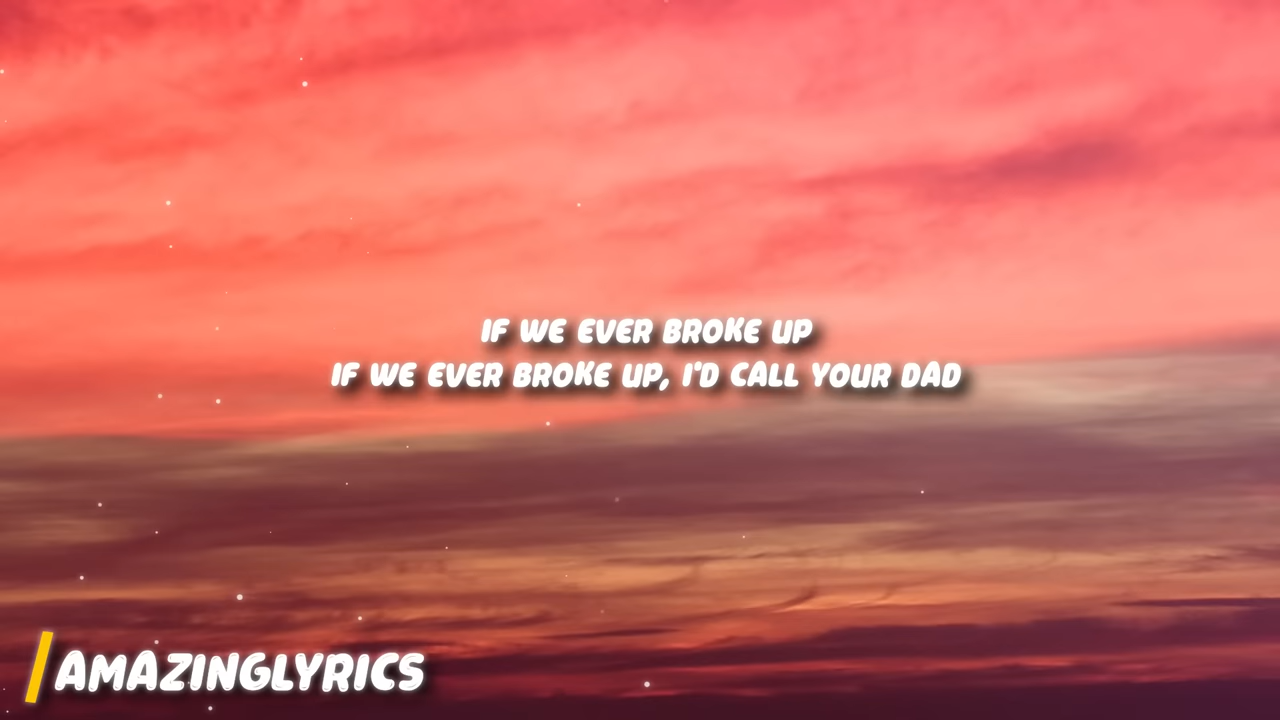 IF WE EVER BROKE UP
IF WE EVER BROKE UP, I'D CALL YOUR DAD
AMAZINGLYRICS